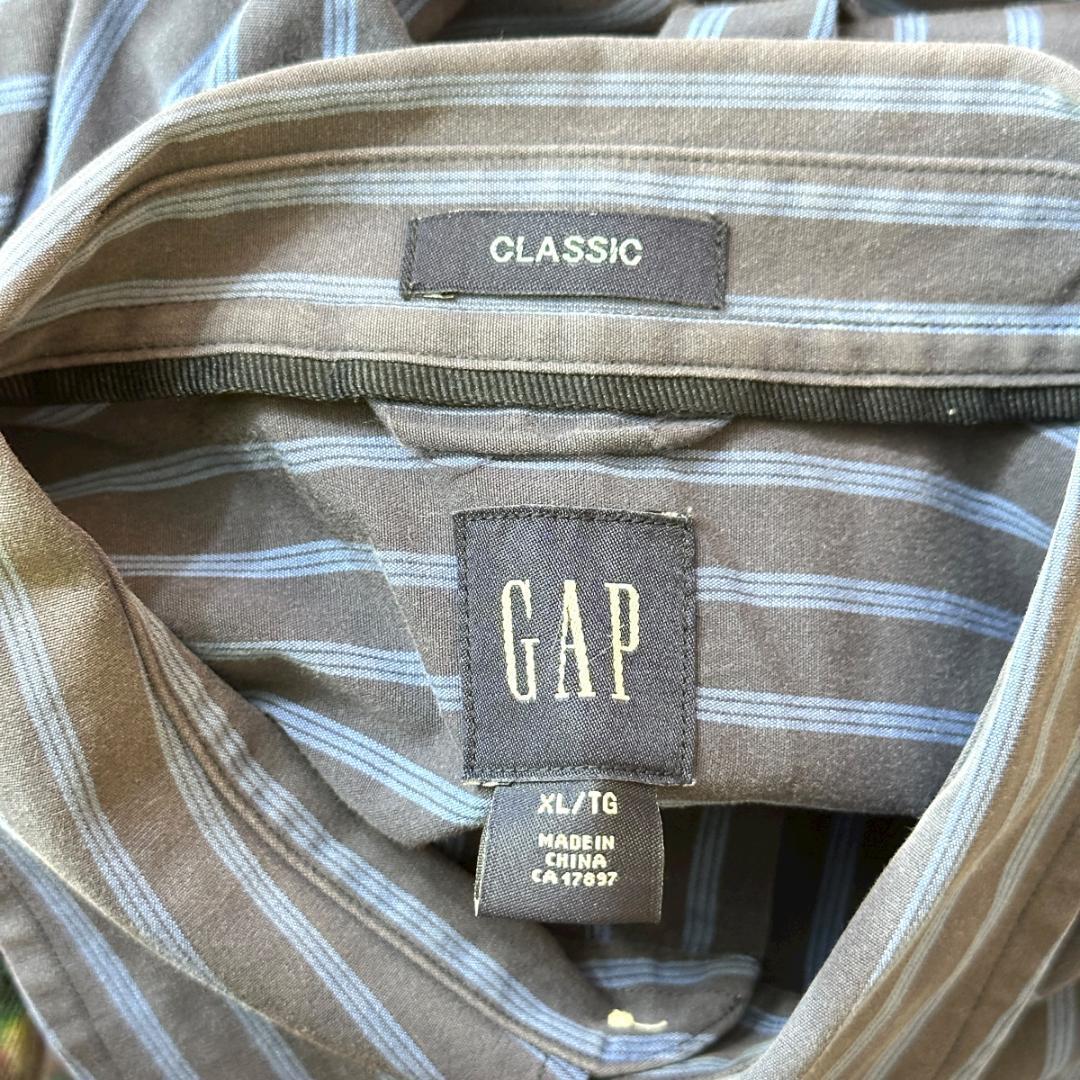 CLASSIC
GAP
XL/TG
MADE IN
CHINA
CA 17897